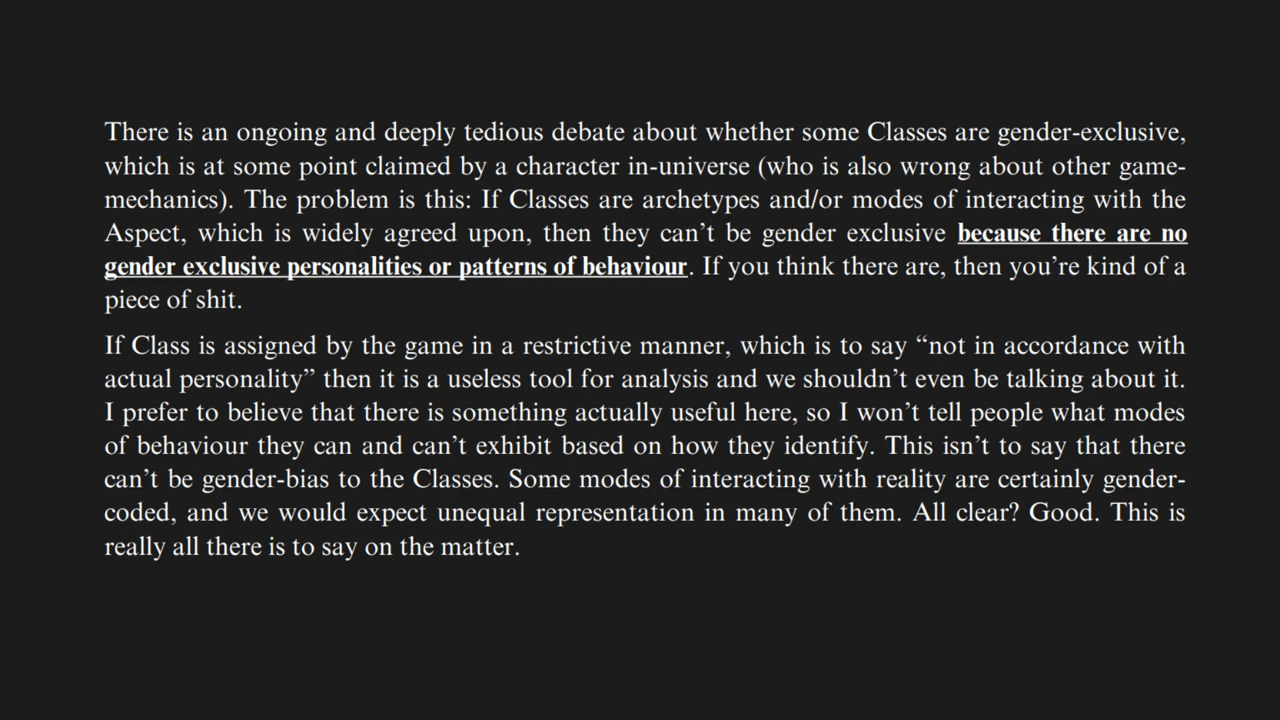 There is an ongoing and deeply tedious debate about whether some Classes are gender-exclusive,
which is at some point claimed by a character in-universe (who is also wrong about other game-
mechanics). The problem is this: If Classes are archetypes and/or modes of interacting with the
Aspect, which is widely agreed upon, then they can’t be gender exclusive because there are no
gender exclusive personalities or patterns of behaviour. If you think there are, then you’re kind of a
piece of shit.
If Class is assigned by the game in a restrictive manner, which is to say “not in accordance with
actual personality” then it is a useless tool for analysis and we shouldn’t even be talking about it.
I prefer to believe that there is something actually useful here, so I won’t tell people what modes
of behaviour they can and can’t exhibit based on how they identify. This isn’t to say that there
can’t be gender-bias to the Classes. Some modes of interacting with reality are certainly gender-
coded, and we would expect unequal representation in many of them. All clear? Good. This is
really all there is to say on the matter.